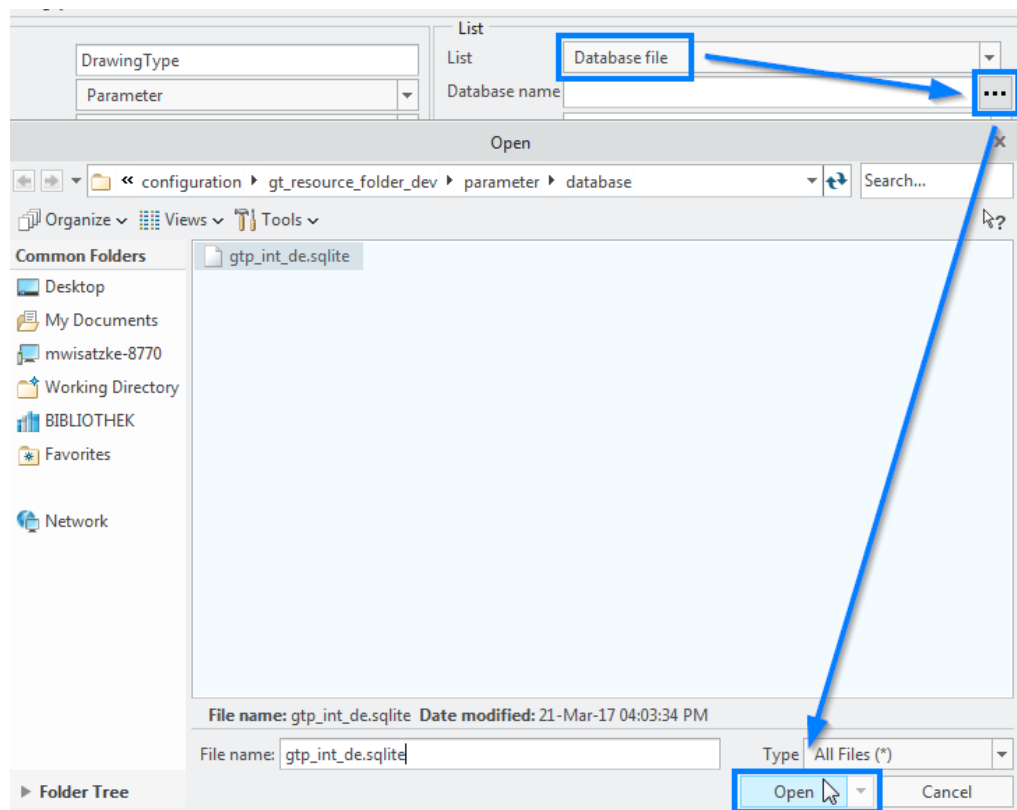 List
DrawingType
List
Database file
Parameter
Database name
...
Open
x
« configuration gt_resource_folder_dev parameter database
Search...
Organize Views Tools
?
Common Folders
gtp_int_de.sqlite
Desktop
My Documents
mwisatzke-8770
Working Directory
BIBLIOTHEK
Favorites
Network
File name: gtp_int_de.sqlite Date modified: 21-Mar-17 04:03:34 PM
File name: gtp_int_de.sqlite
Type All Files (*)
Folder Tree
Open
Cancel